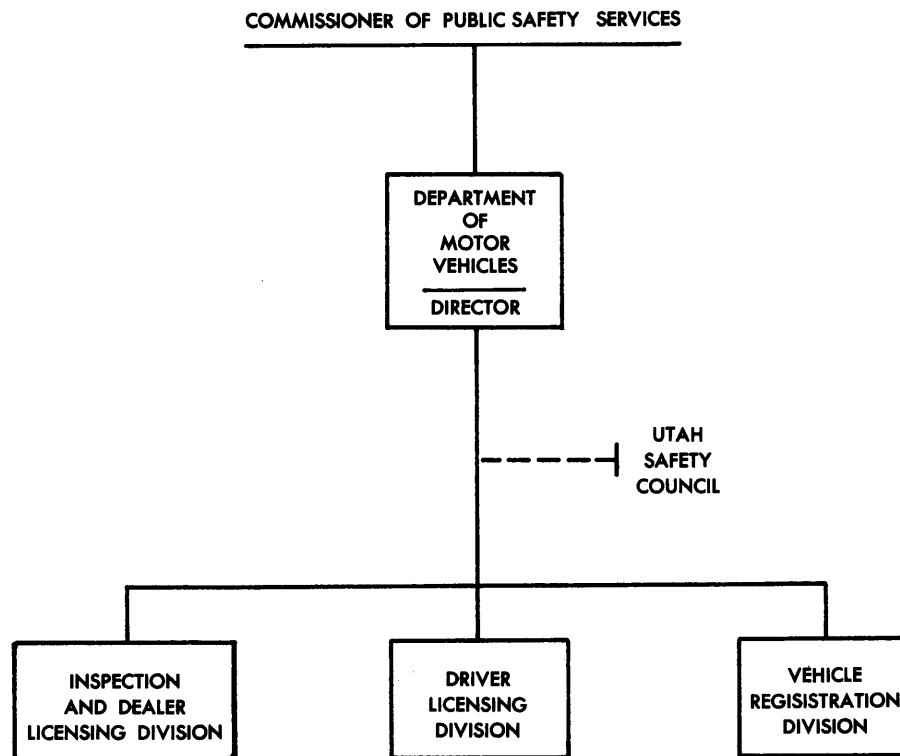 COMMISSIONER OF PUBLIC SAFETY SERVICES
DEPARTMENT
OF
MOTOR
VEHICLES
DIRECTOR
UTAH
SAFETY
COUNCIL
INSPECTION
AND DEALER
LICENSING DIVISION
DRIVER
LICENSING
DIVISION
VEHICLE
REGISISTRATION
DIVISION